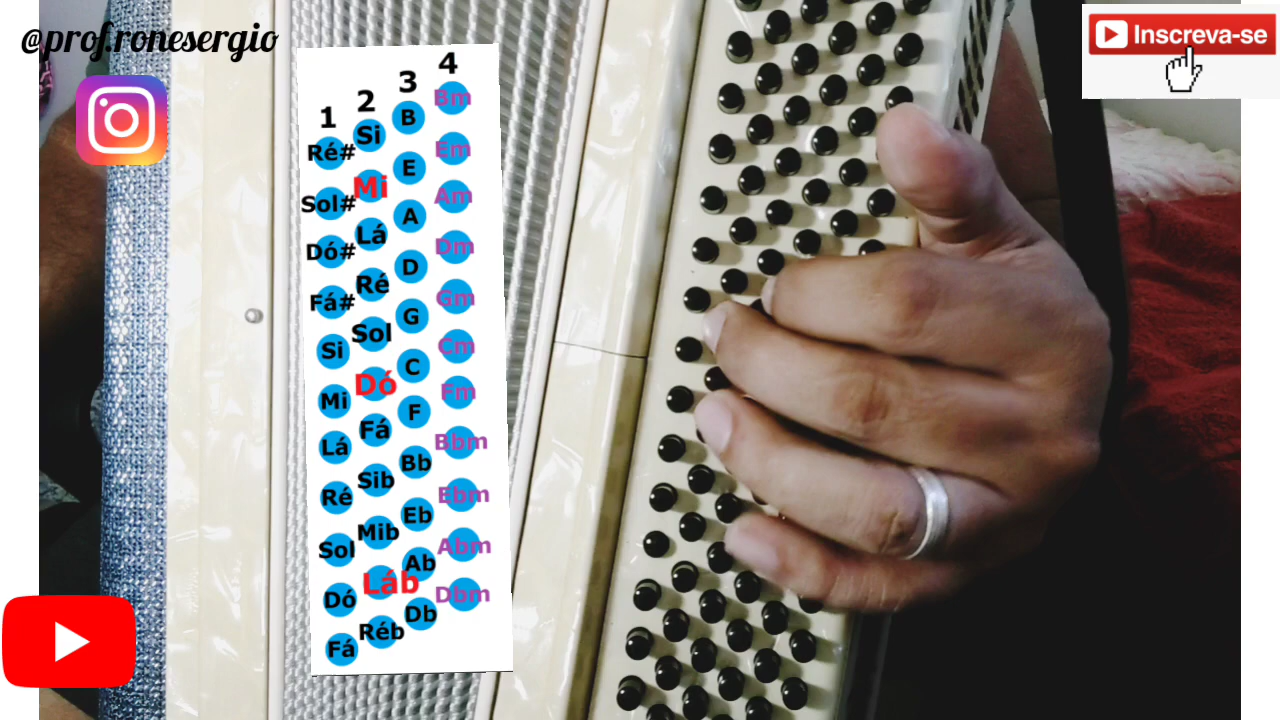 @prof.ronesergio
Inscreva-se
1 2 3 4
Ré# Si B Bm
Sol# Mi E Em
Dó# Lá A Am
Fá# Ré D Dm
Si Sol G Gm
Mi Dó C Cm
Lá Fá F Fm
Ré Sib Bb Bbm
Sol Mib Eb Ebm
Dó Láb Ab Abm
Fá Réb Db Dbm